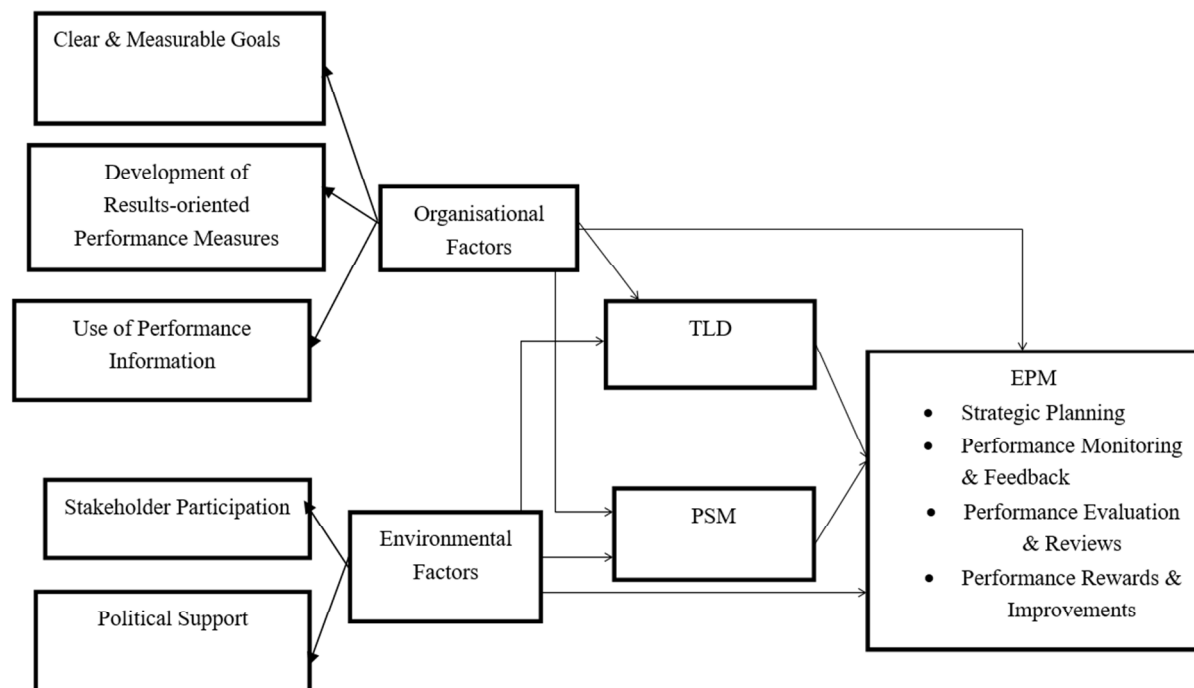 Clear & Measurable Goals
Development of
Results-oriented
Performance Measures
Use of Performance
Information
Stakeholder Participation
Political Support
Organisational
Factors
Environmental
Factors
TLD
PSM
EPM
• Strategic Planning
• Performance Monitoring
& Feedback
• Performance Evaluation
& Reviews
• Performance Rewards &
Improvements